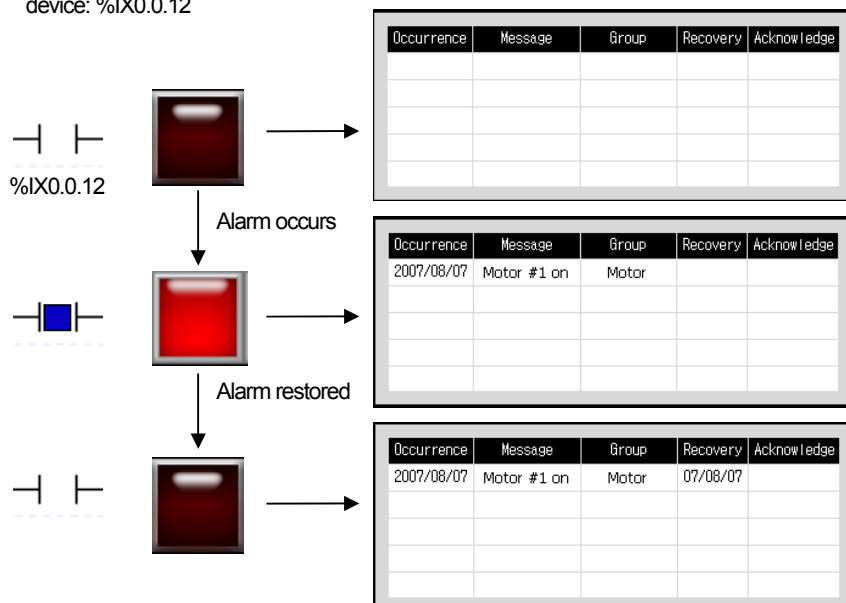 device: %IX0.0.12
Occurrence Message Group Recovery Acknowledge
%IX0.0.12
Alarm occurs
Occurrence Message Group Recovery Acknowledge
2007/08/07 Motor #1 on Motor
Alarm restored
Occurrence Message Group Recovery Acknowledge
2007/08/07 Motor #1 on Motor 07/08/07